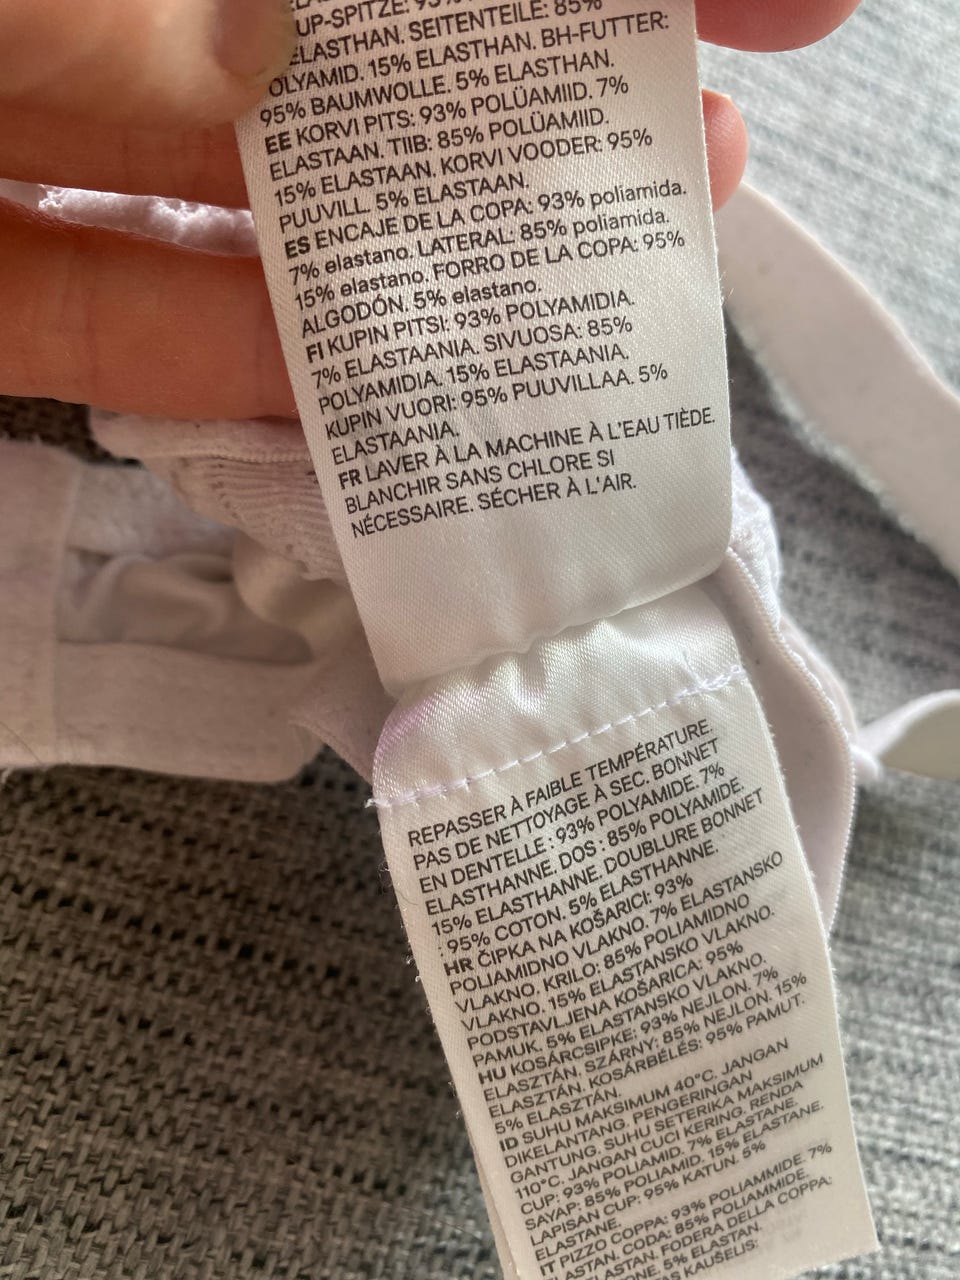 UP-SPITZE: 93%
ELASTHAN. SEITENTEILE: 85%
OLYAMID. 15% ELASTHAN. BH-FUTTER:
95% BAUMWOLLE. 5% ELASTHAN.
EE KORVI PITS: 93% POLÜAMIID. 7%
ELASTAAN. TIIB: 85% POLÜAMIID.
15% ELASTAAN. KORVI VOODER: 95%
PUUVILL. 5% ELASTAAN.
ES ENCAJE DE LA COPA: 93% poliamida.
7% elastano. LATERAL: 85% poliamida.
15% elastano. FORRO DE LA COPA: 95%
ALGODÓN. 5% elastano.
FI KUPIN PITSI: 93% POLYAMIDIA.
7% ELASTAANIA. SIVUOSA: 85%
POLYAMIDIA. 15% ELASTAANIA.
KUPIN VUORI: 95% PUUVILLAA. 5%
ELASTAANIA.
FR LAVER À LA MACHINE À L'EAU TIÈDE.
BLANCHIR SANS CHLORE SI
NÉCESSAIRE. SÉCHER À L'AIR.
REPASSER À FAIBLE TEMPÉRATURE.
PAS DE NETTOYAGE À SEC. BONNET
EN DENTELLE : 93% POLYAMIDE. 7%
ELASTHANNE. DOS : 85% POLYAMIDE.
15% ELASTHANNE. DOUBLURE BONNET
: 95% COTON. 5% ELASTHANNE.
HR ČIPKA NA KOŠARICI: 93%
POLIAMIDNO VLAKNO. 7% ELASTANSKO
VLAKNO. KRILO: 85% POLIAMIDNO
VLAKNO. 15% ELASTANSKO VLAKNO.
PODSTAVLJENA KOŠARICA: 95%
PAMUK. 5% ELASTANSKO VLAKNO.
HU KOSÁRCSIPKE: 93% NEJLON. 7%
ELASZTÁN. SZÁRNY: 85% NEJLON. 15%
ELASZTÁN. KOSÁRBÉLÉS: 95% PAMUT.
5% ELASZTÁN.
ID SUHU MAKSIMUM 40°C. JANGAN
DIKELANTANG. PENGERINGAN
GANTUNG. SUHU SETERIKA MAKSIMUM
110°C. JANGAN CUCI KERING. RENDA
CUP: 93% POLIAMID. 7% ELASTANE.
SAYAP: 85% POLIAMID. 15% ELASTANE.
LAPISAN CUP: 95% KATUN. 5%
ELASTANE.
IT PIZZO COPPA: 93% POLIAMMIDE. 7%
ELASTAN. CODA: 85% POLIAMMIDE.
ELASTAN. FODERA DELLA COPPA:
ONE. 5% ELASTAN.
KAUŠELIS: